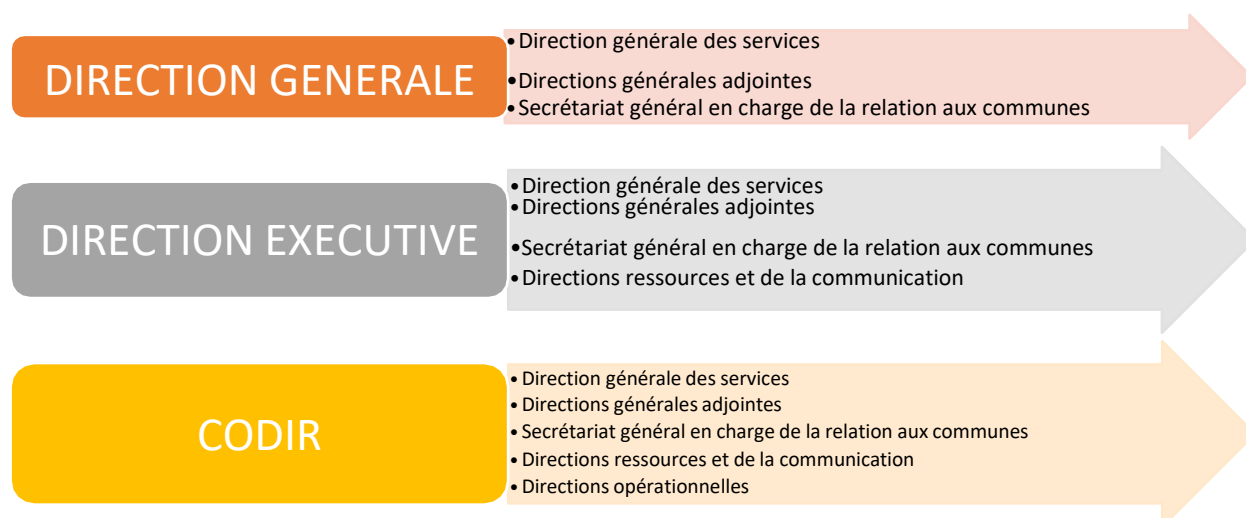 DIRECTION GENERALE
•Direction générale des services
•Directions générales adjointes
•Secrétariat général en charge de la relation aux communes
DIRECTION EXECUTIVE
•Direction générale des services
•Directions générales adjointes
•Secrétariat général en charge de la relation aux communes
•Directions ressources et de la communication
CODIR
•Direction générale des services
•Directions générales adjointes
•Secrétariat général en charge de la relation aux communes
•Directions ressources et de la communication
•Directions opérationnelles